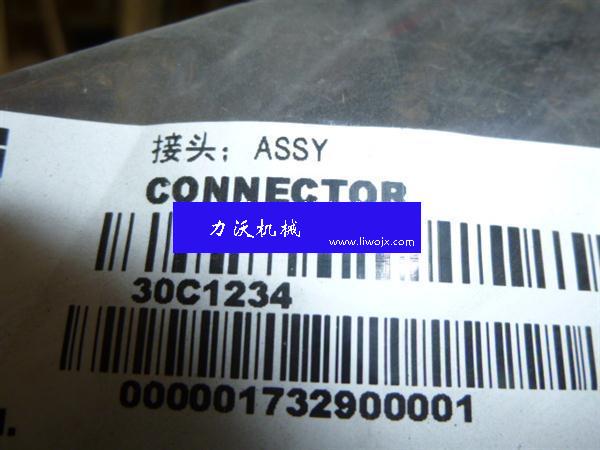 接头; ASSY
CONNECTOR
力沃机械
www.liwojx.com
30C1234
000001732900001